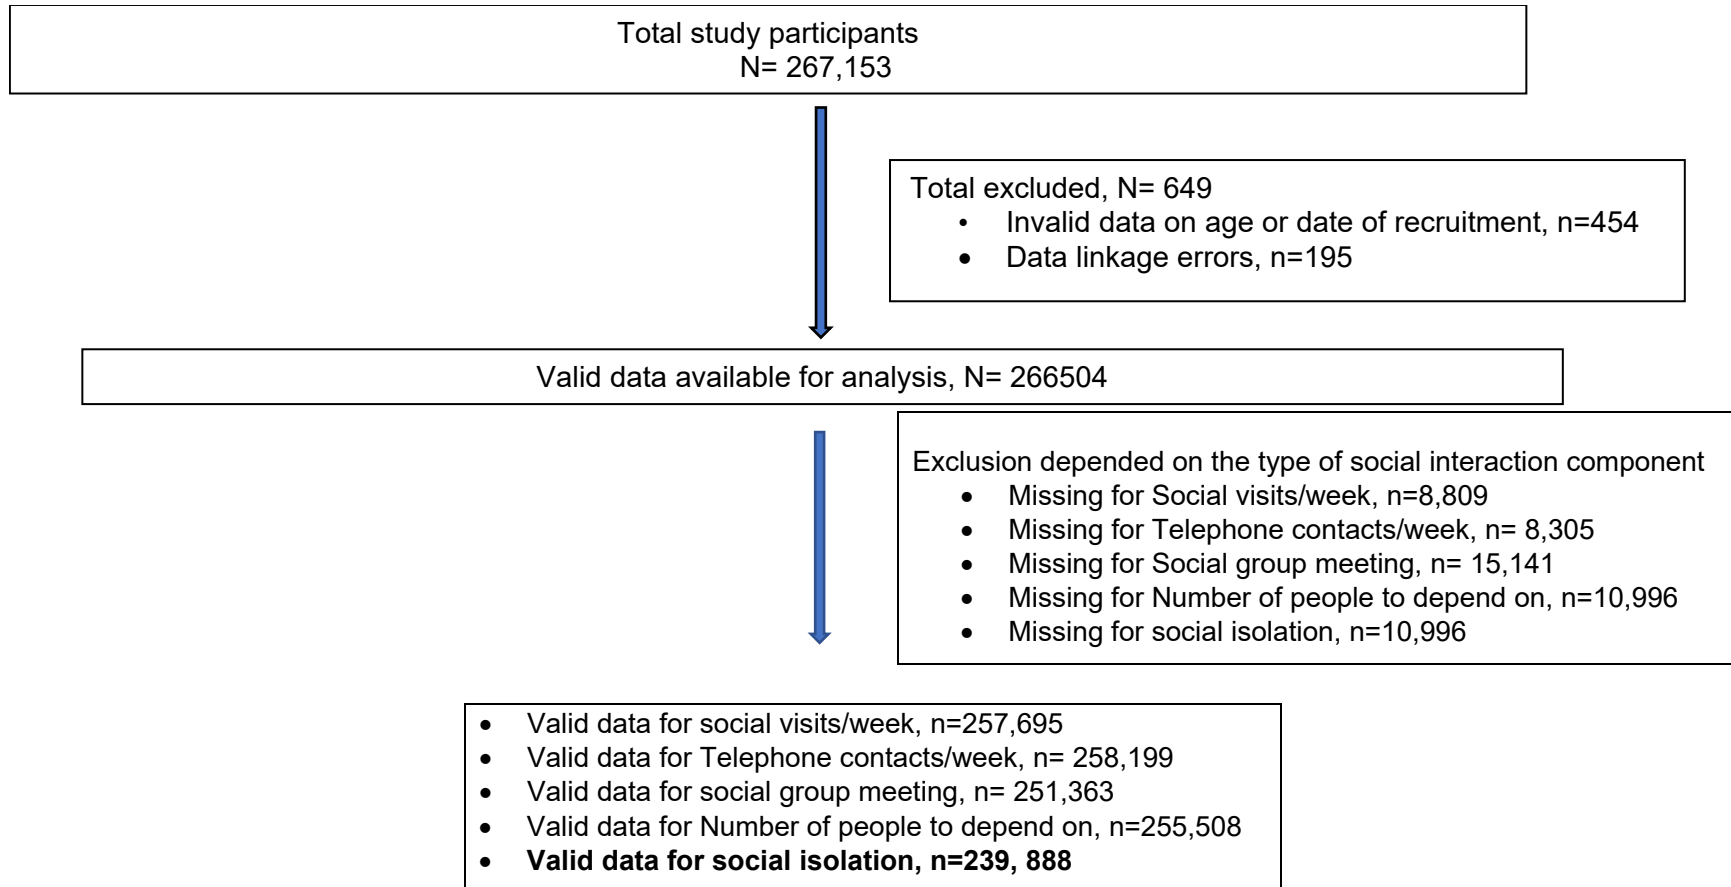 Total study participants
N= 267,153
Total excluded, N= 649
• Invalid data on age or date of recruitment, n=454
• Data linkage errors, n=195
Valid data available for analysis, N= 266504
Exclusion depended on the type of social interaction component
• Missing for Social visits/week, n=8,809
• Missing for Telephone contacts/week, n= 8,305
• Missing for Social group meeting, n= 15,141
• Missing for Number of people to depend on, n=10,996
• Missing for social isolation, n=10,996
• Valid data for social visits/week, n=257,695
• Valid data for Telephone contacts/week, n= 258,199
• Valid data for social group meeting, n= 251,363
• Valid data for Number of people to depend on, n=255,508
• Valid data for social isolation, n=239, 888